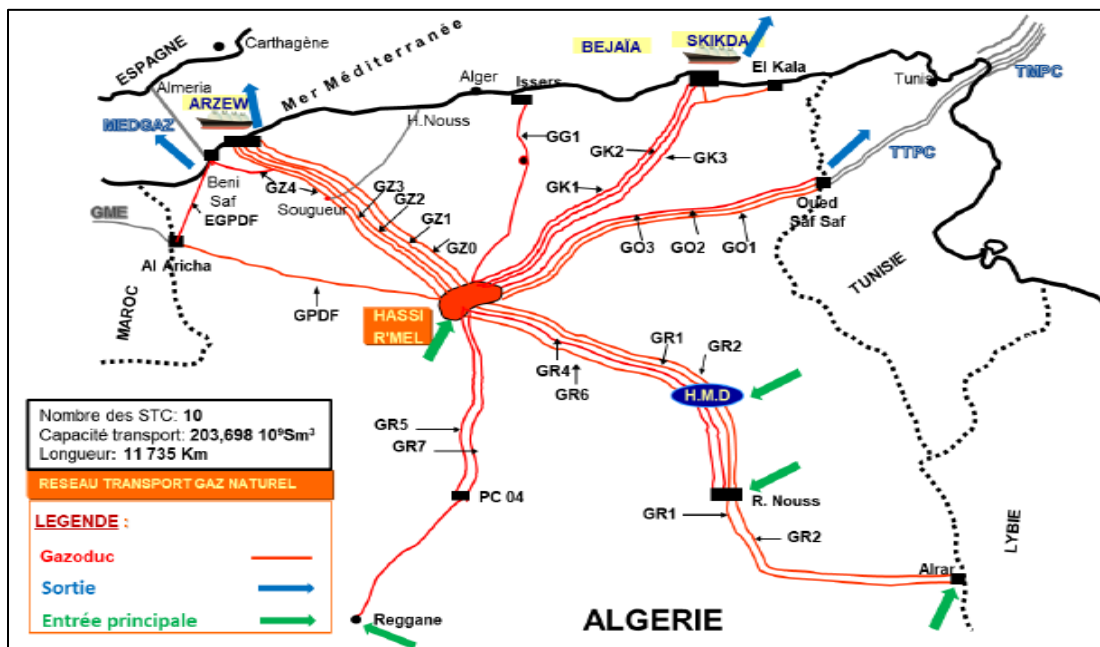 ESPAGNE
Carthagène
Almeria
MEDGAZ
ARZEW
Mer Méditerranée
Alger
Issers
BEJAÏA
SKIKDA
El Kala
Tunis
TMPC
TTPC
H.Nouss
GG1
GK2
GK3
GK1
Beni
Saf
GZ4
Sougueur
GZ3
GZ2
GZ1
GZ0
EGPDF
GME
Al Aricha
GPDF
MAROC
HASSI
R'MEL
GO3
GO2
GO1
Oued
Saf Saf
TUNISIE
GR1
GR2
GR4
GR6
H.M.D
GR5
GR7
PC 04
R. Nouss
GR1
GR2
Alrar
LYBIE
Reggane
ALGERIE
Nombre des STC: 10
Capacité transport: 203,698 10⁹Sm³
Longueur: 11 735 Km
RESEAU TRANSPORT GAZ NATUREL
LEGENDE :
Gazoduc
Sortie
Entrée principale